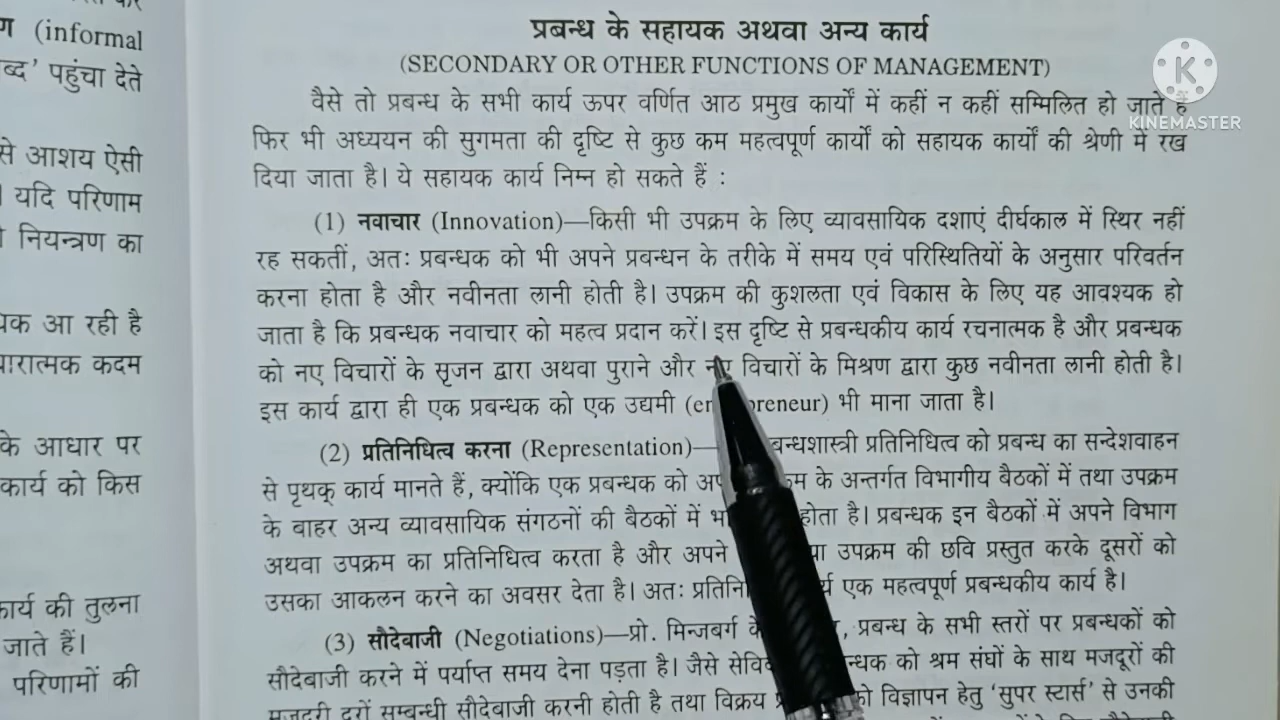 (informal
ब्द’ पहुंचा देते
से आशय ऐसी
यदि परिणाम
नियन्त्रण का
आ रही है
कदम
के आधार पर
कार्य को किस
कार्य की तुलना
जाते हैं।
परिणामों की
प्रबन्ध के सहायक अथवा अन्य कार्य
(SECONDARY OR OTHER FUNCTIONS OF MANAGEMENT)
वैसे तो प्रबन्ध के सभी कार्य ऊपर वर्णित आठ प्रमुख कार्यों में कहीं न कहीं सम्मिलित हो जाते हैं
फिर भी अध्ययन की सुगमता की दृष्टि से कुछ कम महत्वपूर्ण कार्यों को सहायक कार्यों की श्रेणी में रख
दिया जाता है। ये सहायक कार्य निम्न हो सकते हैं :
(1) नवाचार (Innovation)—किसी भी उपक्रम के लिए व्यावसायिक दशाएं दीर्घकाल में स्थिर नहीं
रह सकतीं, अतः प्रबन्धक को भी अपने प्रबन्धन के तरीके में समय एवं परिस्थितियों के अनुसार परिवर्तन
करना होता है और नवीनता लानी होती है। उपक्रम की कुशलता एवं विकास के लिए यह आवश्यक हो
जाता है कि प्रबन्धक नवाचार को महत्व प्रदान करें। इस दृष्टि से प्रबन्धकीय कार्य रचनात्मक है और प्रबन्धक
को नए विचारों के सृजन द्वारा अथवा पुराने और नए विचारों के मिश्रण द्वारा कुछ नवीनता लानी होती है।
इस कार्य द्वारा ही एक प्रबन्धक को एक उद्यमी (entrepreneur) भी माना जाता है।
(2) प्रतिनिधित्व करना (Representation)— प्रतिनिधित्व को प्रबन्ध का सन्देशवाहन
से पृथक् कार्य मानते हैं, क्योंकि एक प्रबन्धक को के अन्तर्गत विभागीय बैठकों में तथा उपक्रम
के बाहर अन्य व्यावसायिक संगठनों की बैठकों में होता है। प्रबन्धक इन बैठकों में अपने विभाग
अथवा उपक्रम का प्रतिनिधित्व करता है और अपने उपक्रम की छवि प्रस्तुत करके दूसरों को
उसका आकलन करने का अवसर देता है। अतः एक महत्वपूर्ण प्रबन्धकीय कार्य है।
(3) सौदेबाजी (Negotiations)—प्रो. मिन्जबर्ग प्रबन्ध के सभी स्तरों पर प्रबन्धकों को
सौदेबाजी करने में पर्याप्त समय देना पड़ता है। जैसे को श्रम संघों के साथ मजदूरों की
मजदूरी दरों सम्बन्धी सौदेबाजी करनी होती है तथा विक्रय को विज्ञापन हेतु ‘सुपर स्टार्स’ से उनकी
K
KINEMASTER